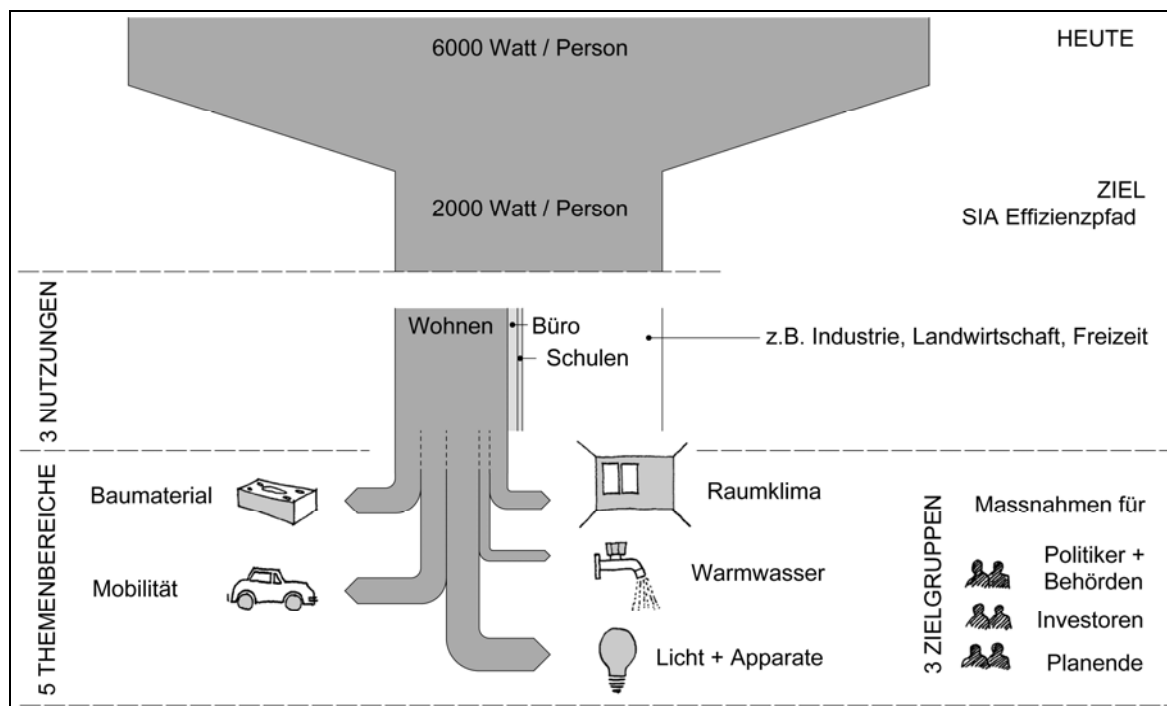 6000 Watt / Person
HEUTE
2000 Watt / Person
ZIEL
SIA Effizienzpfad
3 NUTZUNGEN
Wohnen
Büro
Schulen
z.B. Industrie, Landwirtschaft, Freizeit
5 THEMENBEREICHE
Baumaterial
Mobilität
Raumklima
Warmwasser
Licht + Apparate
3 ZIELGRUPPEN
Massnahmen für
Politiker +
Behörden
Investoren
Planende